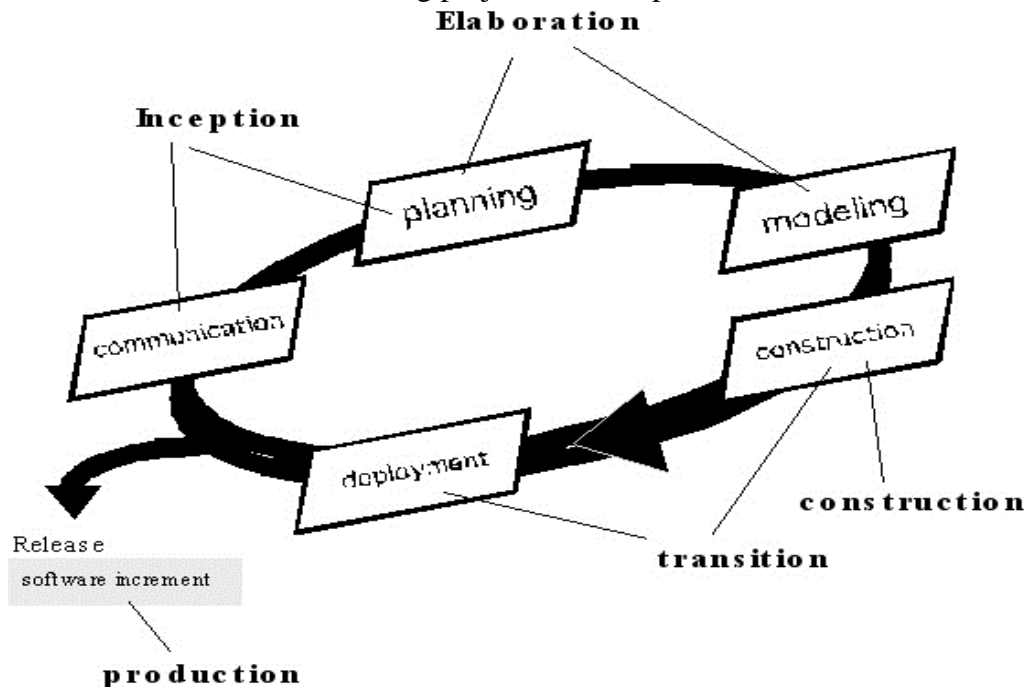 Elaboration
Inception
planning
modeling
communication
construction
deployment
construction
transition
Release
software increment
production